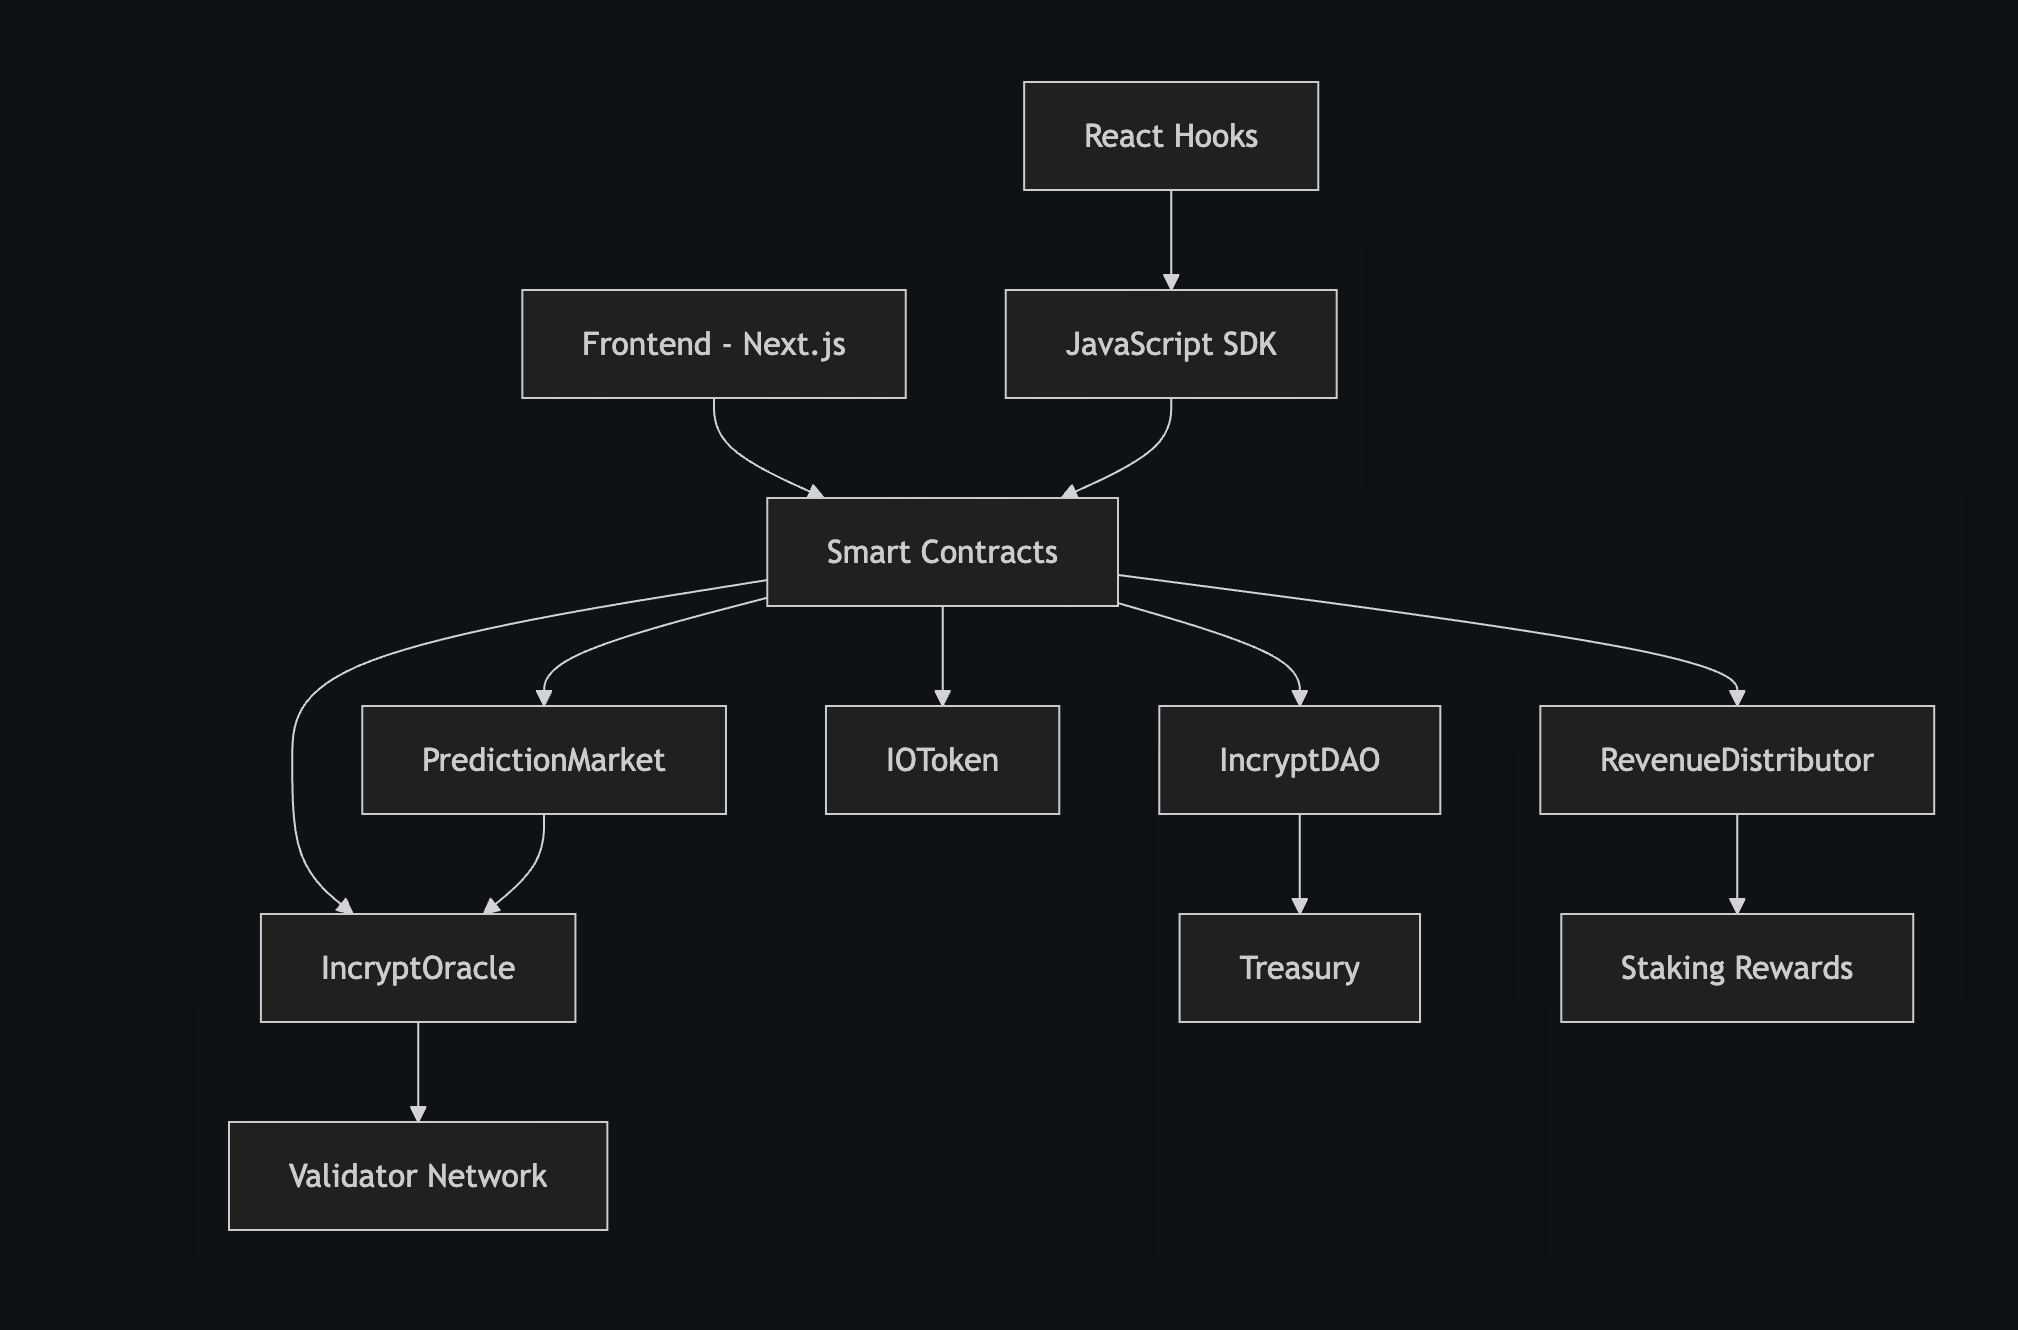 React Hooks
Frontend - Next.js
JavaScript SDK
Smart Contracts
PredictionMarket
IOToken
IncryptDAO
RevenueDistributor
IncryptOracle
Treasury
Staking Rewards
Validator Network